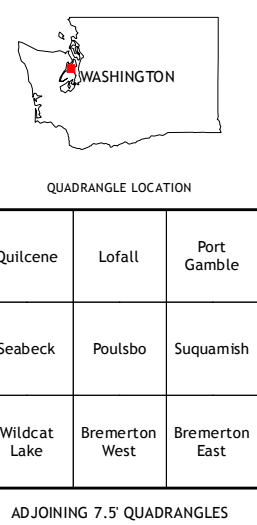 WASHINGTON
QUADRANGLE LOCATION
Quilcene Lofall Port
Gamble
Seabeck Poulsbo Suquamish
Wildcat Bremerton Bremerton
Lake West East
ADJOINING 7.5' QUADRANGLES